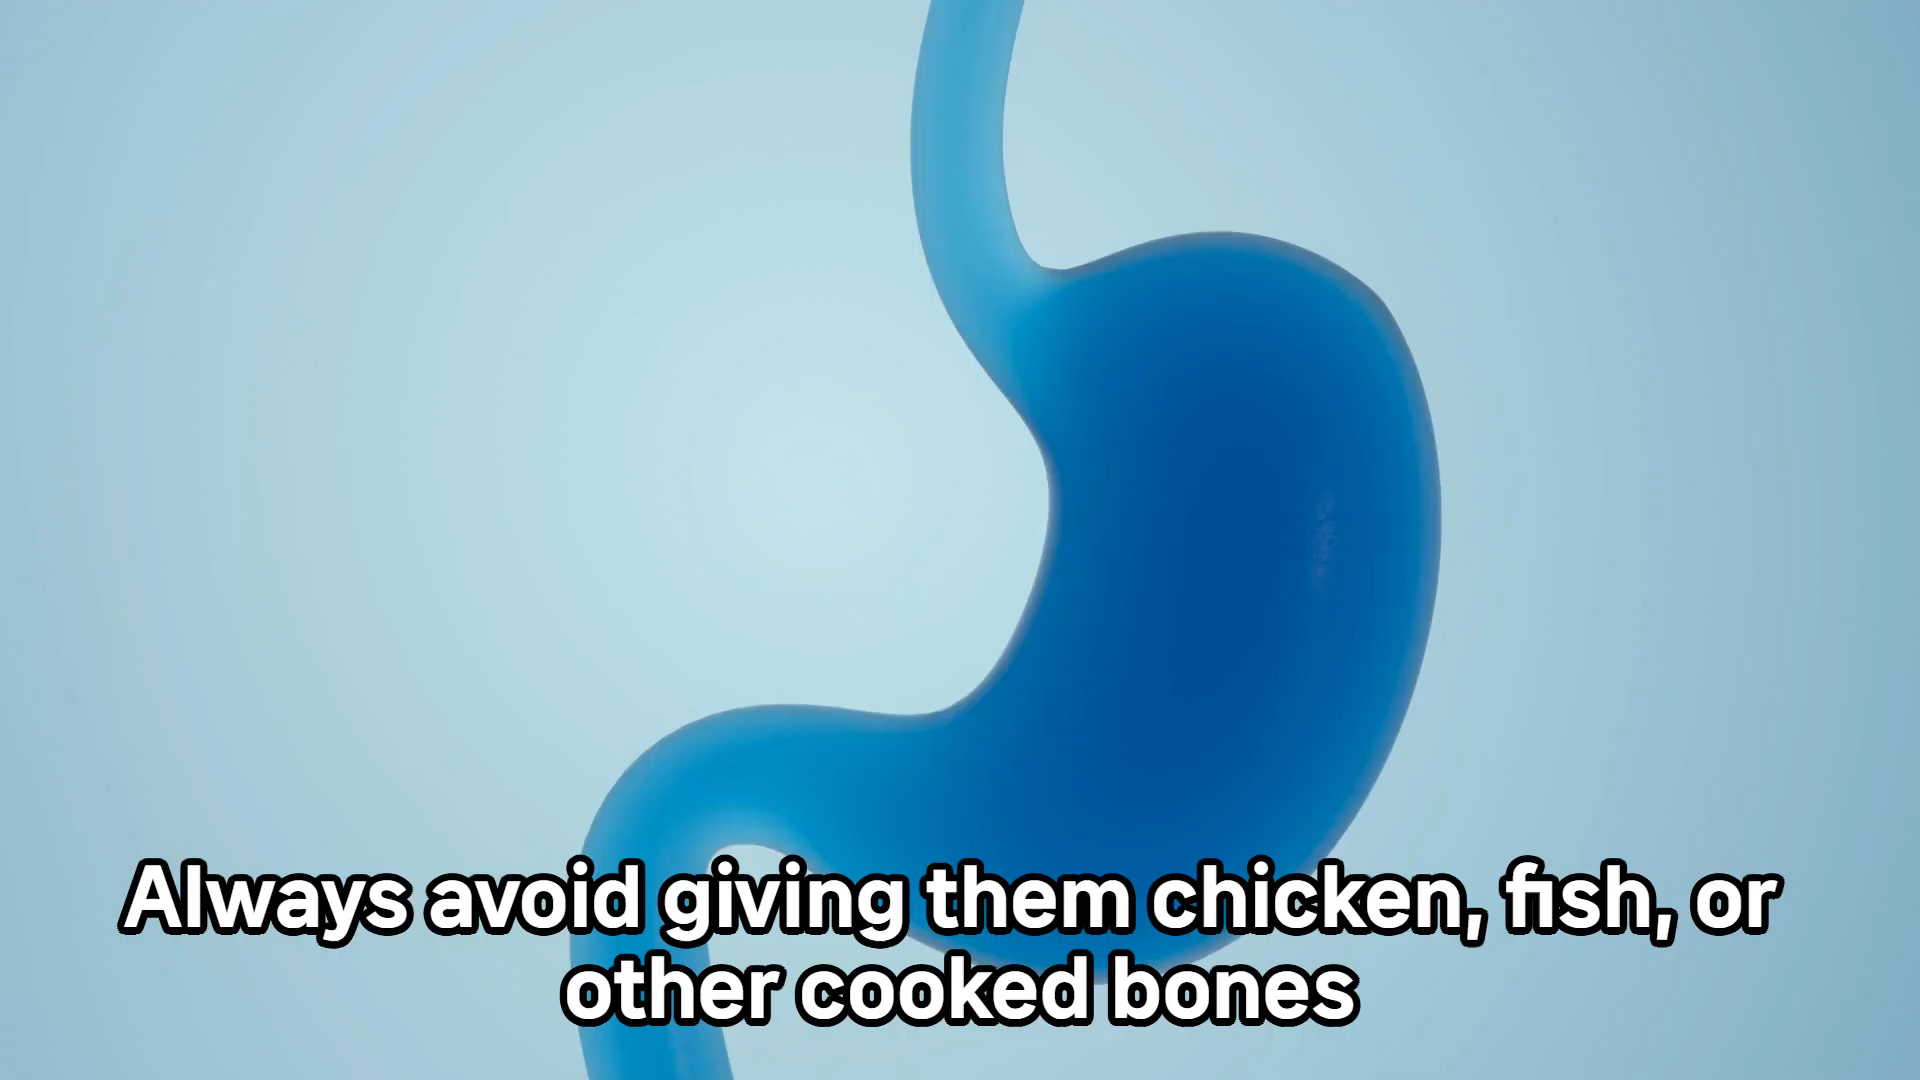 Always avoid giving them chicken, fish, or
other cooked bones